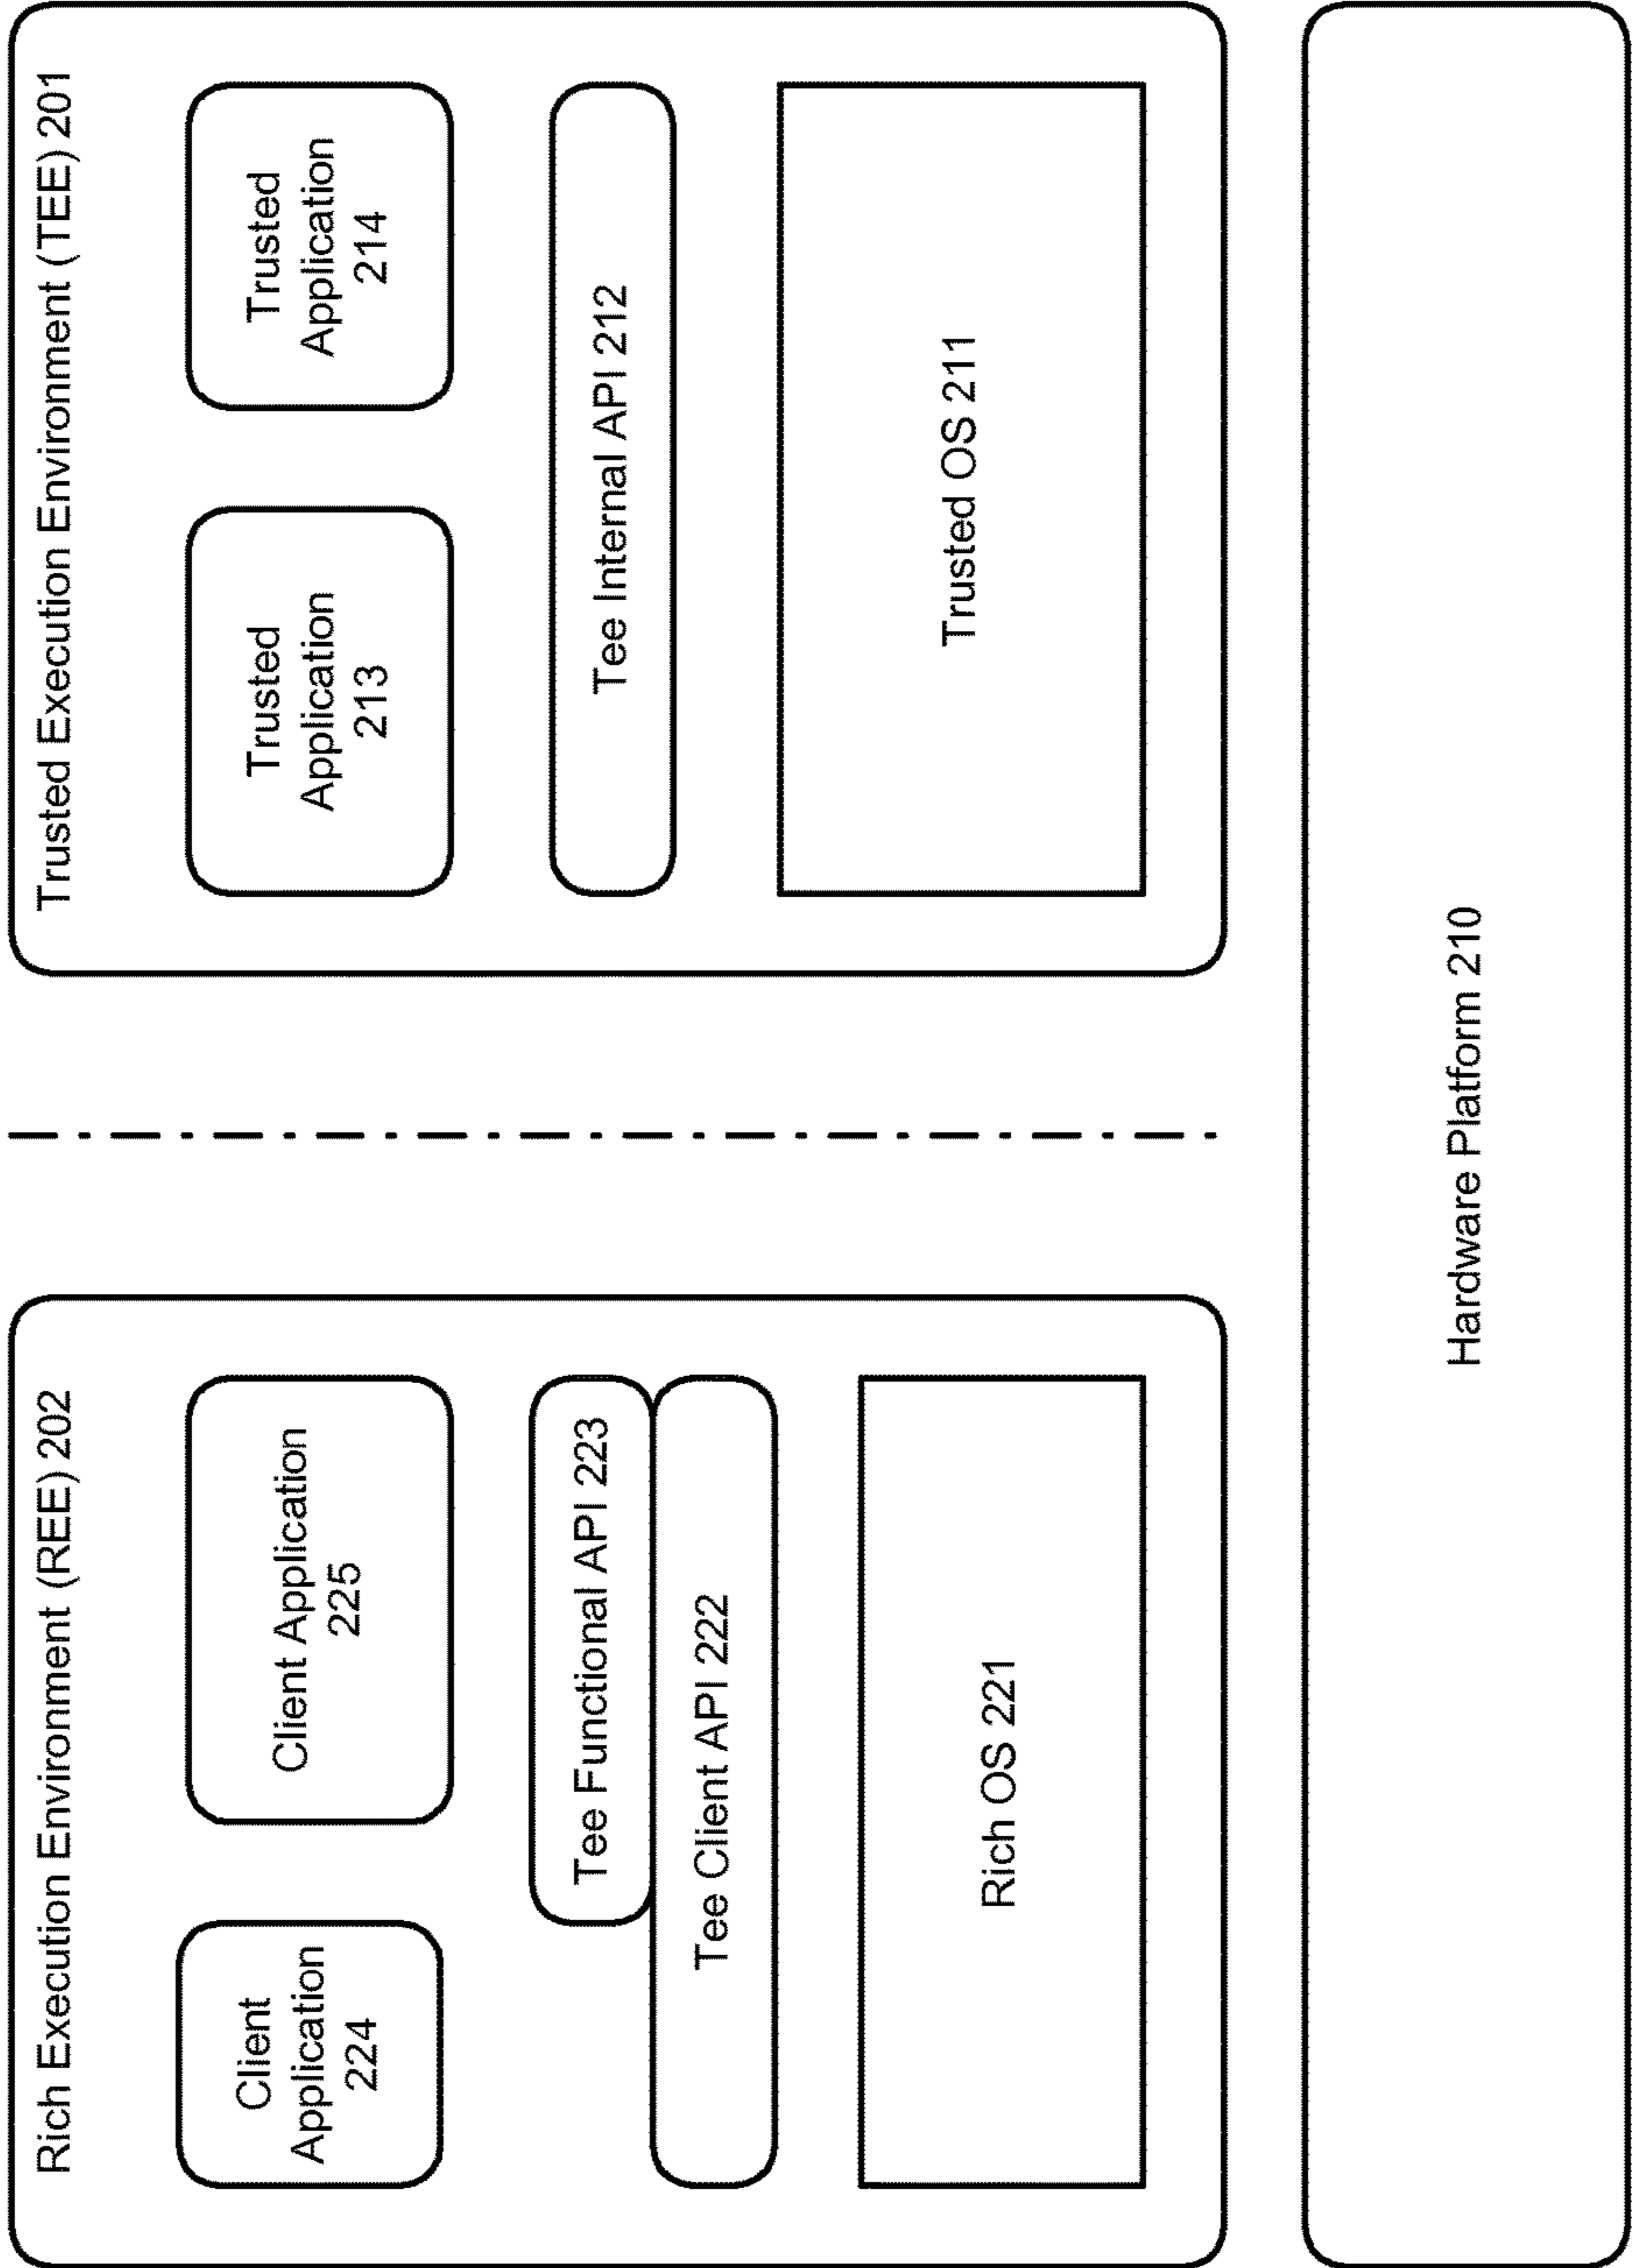 Rich Execution Environment (REE) 202
Client
Application
224
Client Application
225
Tee Functional API 223
Tee Client API 222
Rich OS 221
Trusted Execution Environment (TEE) 201
Trusted
Application
213
Trusted
Application
214
Tee Internal API 212
Trusted OS 211
Hardware Platform 210